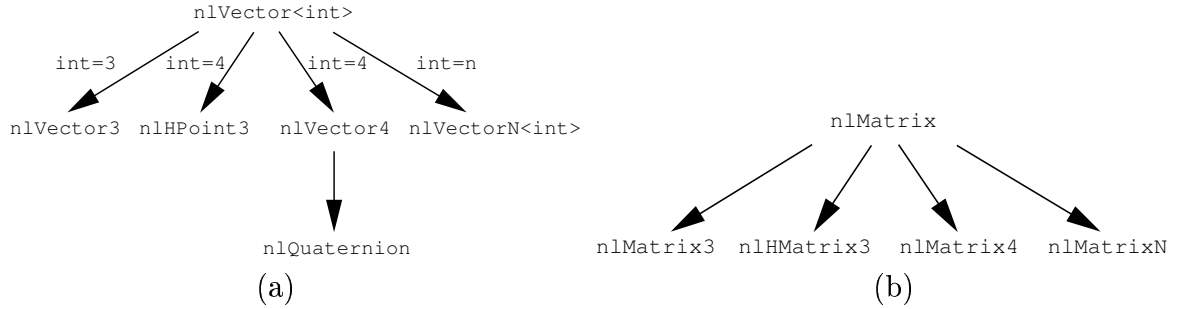 nlVector<int>
int=3 int=4 int=4 int=n
nlVector3 nlHPoint3 nlVector4 nlVectorN<int>
nlQuaternion
(a)
nlMatrix
nlMatrix3 nlHMatrix3 nlMatrix4 nlMatrixN
(b)